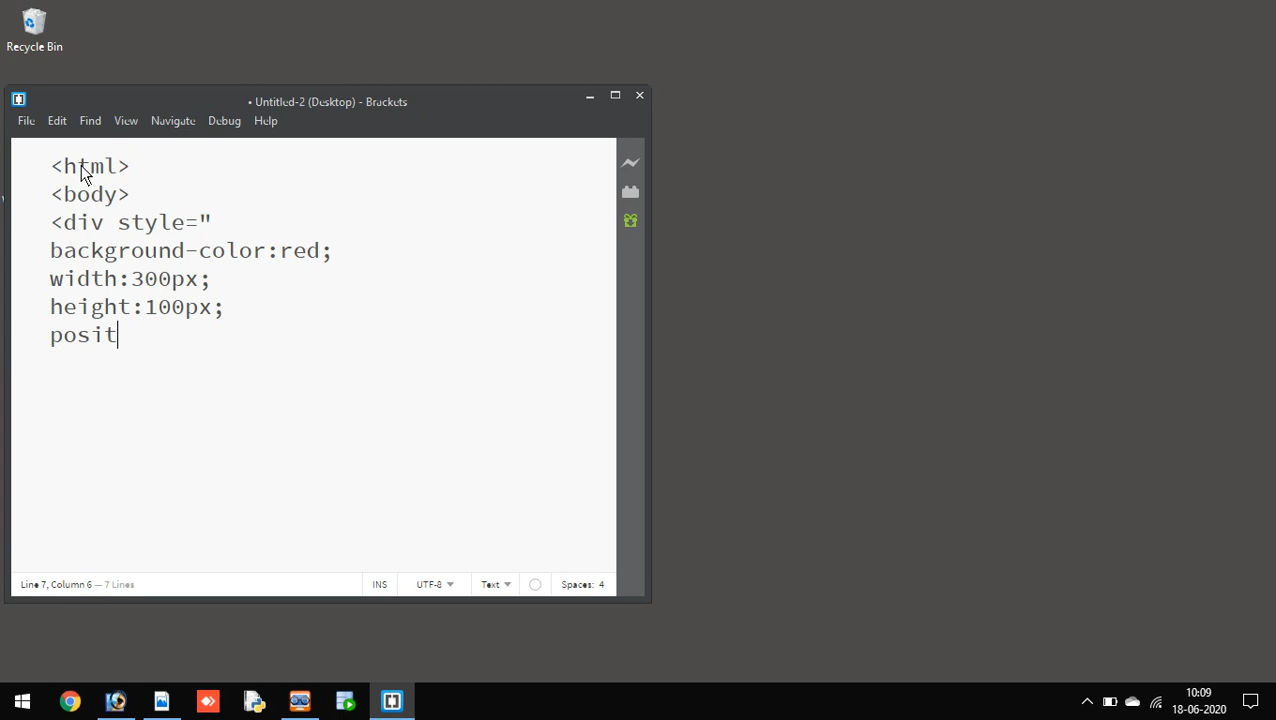 Recycle Bin
• Untitled-2 (Desktop) - Brackets
File Edit Find View Navigate Debug Help
<html>
<body>
<div style="
background-color:red;
width:300px;
height:100px;
posit
Line 7, Column 6 — 7 Lines INS UTF-8 Text Spaces: 4
10:09
18-06-2020